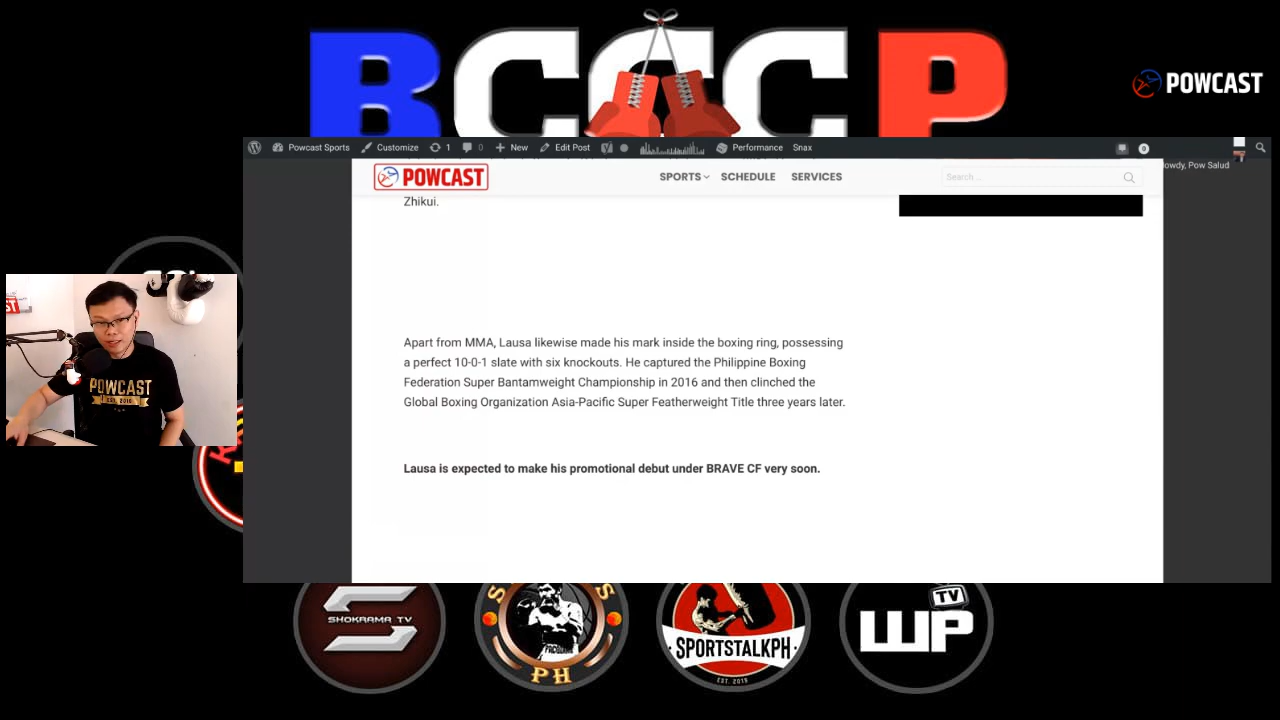 BCCCP
POWCAST
Powcast Sports
Customize
1
0
New
Edit Post
Performance
Snax
0
owdy, Pow Salud
POWCAST
SPORTS
SCHEDULE
SERVICES
Search …
Zhikui.
Apart from MMA, Lausa likewise made his mark inside the boxing ring, possessing
a perfect 10-0-1 slate with six knockouts. He captured the Philippine Boxing
Federation Super Bantamweight Championship in 2016 and then clinched the
Global Boxing Organization Asia-Pacific Super Featherweight Title three years later.
Lausa is expected to make his promotional debut under BRAVE CF very soon.
POWCAST
EST. 2016
SHOKRAMA TV
PH
·SPORTSTALKPH·
EST. 2019
WP
TV